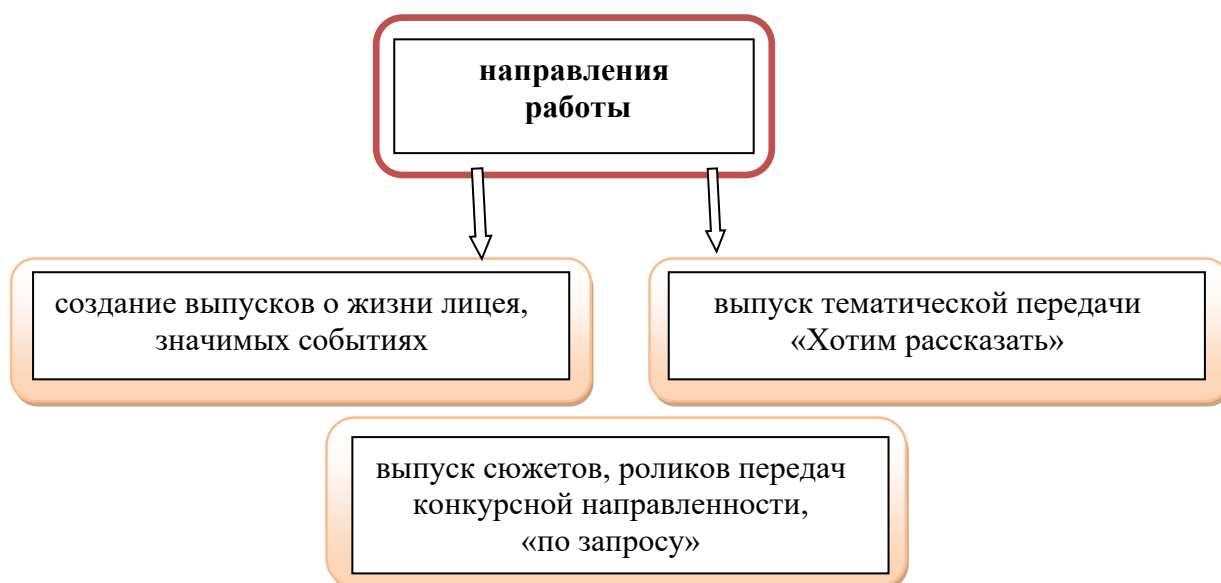 направления
работы
создание выпусков о жизни лицея,
значимых событиях
выпуск тематической передачи
«Хотим рассказать»
выпуск сюжетов, роликов передач
конкурсной направленности,
«по запросу»